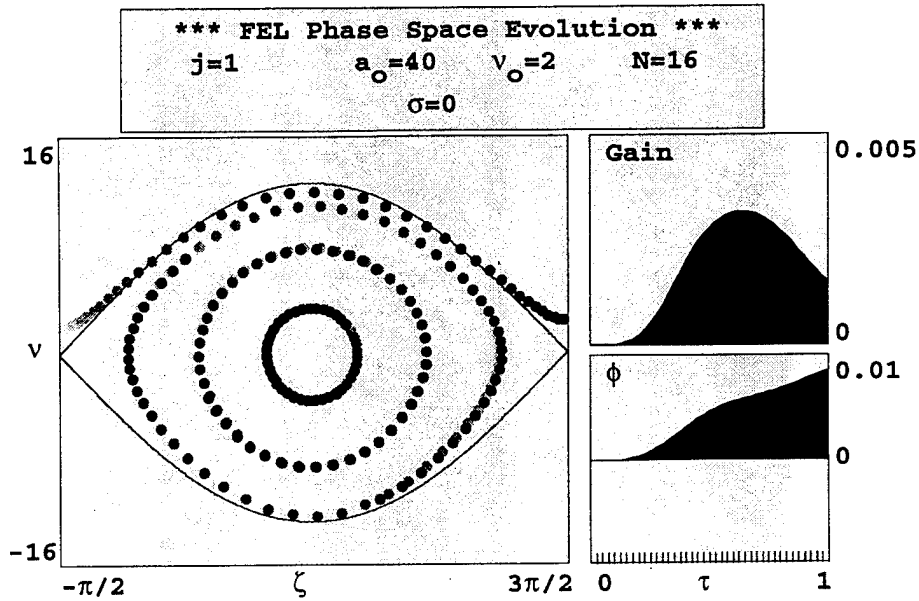 *** FEL Phase Space Evolution ***
j=1 a₀=40 ν₀=2 N=16
σ=0
16
ν
-16
-π/2 ζ 3π/2
Gain
0.005
0
ϕ
0.01
0
0 τ 1